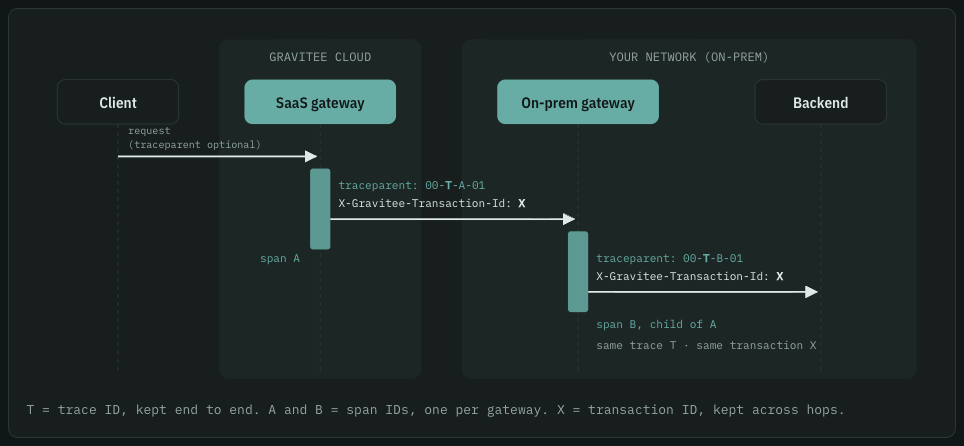 GRAVITEE CLOUD
YOUR NETWORK (ON-PREM)
Client
SaaS gateway
On-prem gateway
Backend
request
(traceparent optional)
traceparent: 00-T-A-01
X-Gravitee-Transaction-Id: X
span A
traceparent: 00-T-B-01
X-Gravitee-Transaction-Id: X
span B, child of A
same trace T · same transaction X
T = trace ID, kept end to end. A and B = span IDs, one per gateway. X = transaction ID, kept across hops.